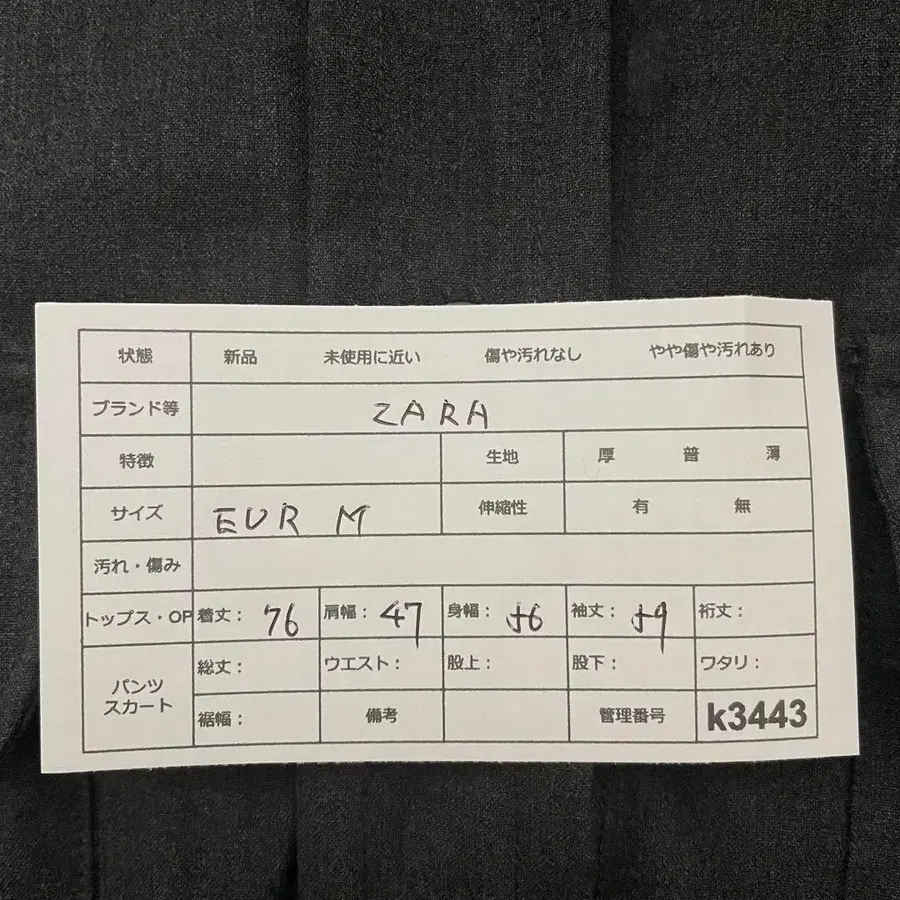 状態 新品 未使用に近い 傷や汚れなし やや傷や汚れあり
ブランド等 ZARA
特徴 生地 厚 普 薄
サイズ EUR M 伸縮性 有 無
汚れ・傷み
トップス・OP 着丈： 76 肩幅： 47 身幅： 56 袖丈： 59 裄丈：
パンツ スカート 総丈： ウエスト： 股上： 股下： ワタリ：
裾幅： 備考 管理番号 k3443